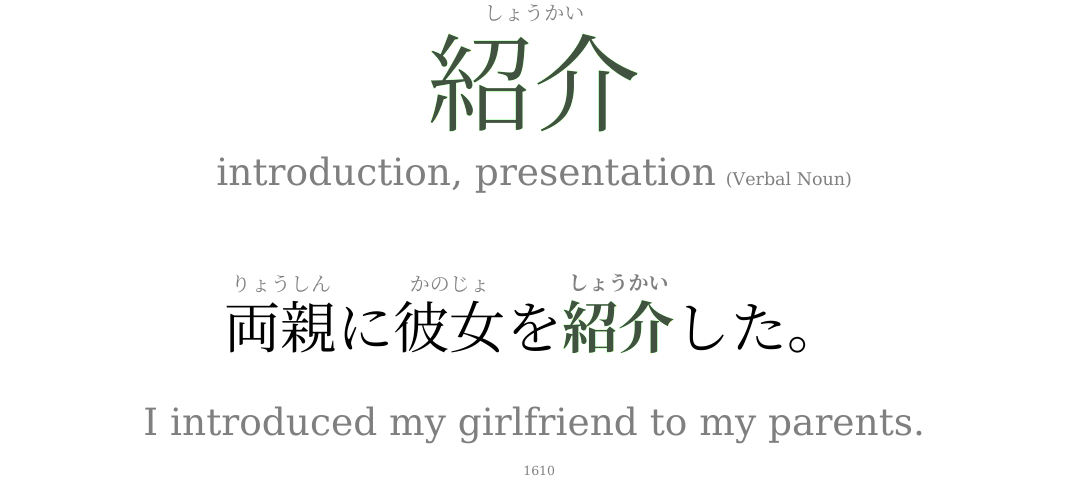 しょうかい
紹介
introduction, presentation (Verbal Noun)
りょうしん かのじょ しょうかい
両親に彼女を紹介した。
I introduced my girlfriend to my parents.
1610